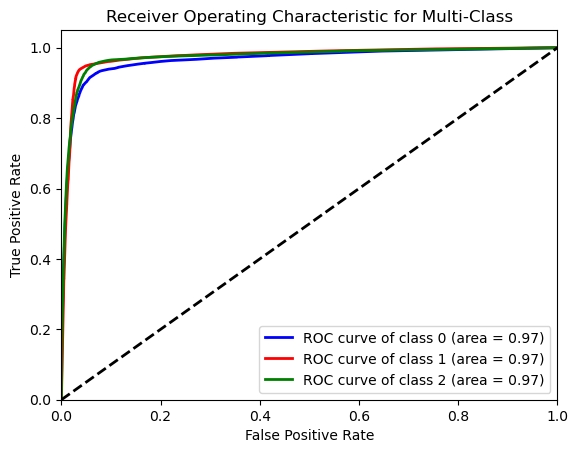 Receiver Operating Characteristic for Multi-Class
1.0
0.8
0.6
0.4
0.2
0.0
True Positive Rate
ROC curve of class 0 (area = 0.97)
ROC curve of class 1 (area = 0.97)
ROC curve of class 2 (area = 0.97)
0.0 0.2 0.4 0.6 0.8 1.0
False Positive Rate